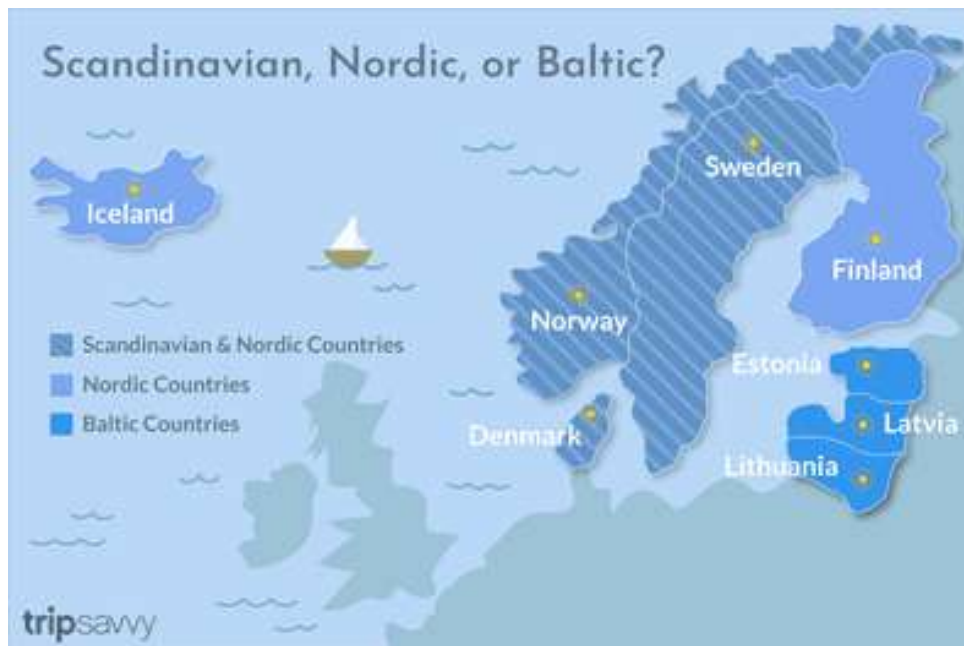 Scandinavian, Nordic, or Baltic?
Sweden
Iceland
Finland
Norway
Scandinavian & Nordic Countries
Estonia
Nordic Countries
Baltic Countries
Latvia
Denmark
Lithuania
tripsavvy